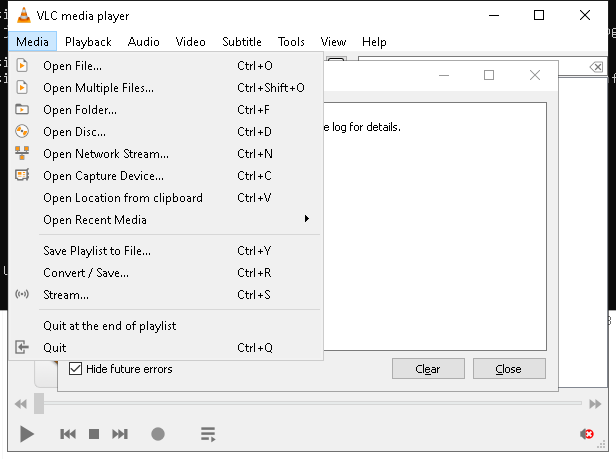 VLC media player
Media Playback Audio Video Subtitle Tools View Help
Open File... Ctrl+O
Open Multiple Files... Ctrl+Shift+O
Open Folder... Ctrl+F
Open Disc... Ctrl+D
e log for details.
Open Network Stream... Ctrl+N
Open Capture Device... Ctrl+C
Open Location from clipboard Ctrl+V
Open Recent Media
Save Playlist to File... Ctrl+Y
Convert / Save... Ctrl+R
Stream... Ctrl+S
Quit at the end of playlist
Quit Ctrl+Q
Hide future errors Clear Close